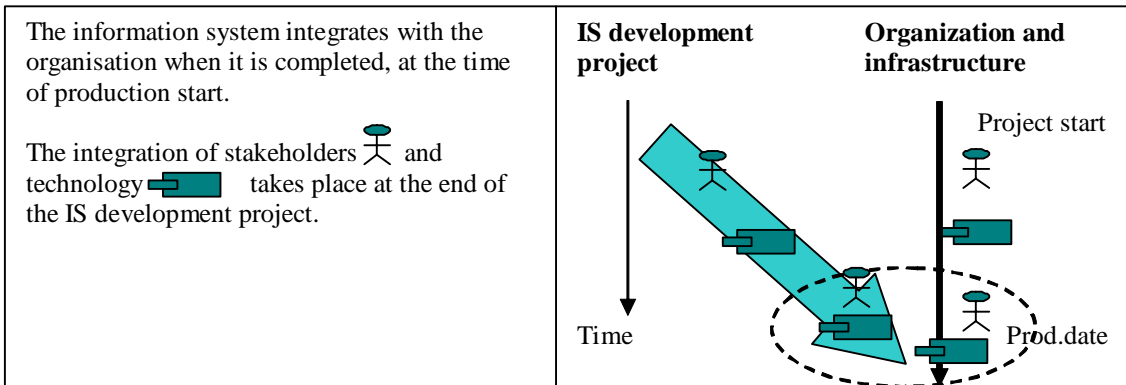 The information system integrates with the
organisation when it is completed, at the time
of production start.
The integration of stakeholders and
technology takes place at the end of
the IS development project.
IS development
project
Organization and
infrastructure
Project start
Time
Prod.date